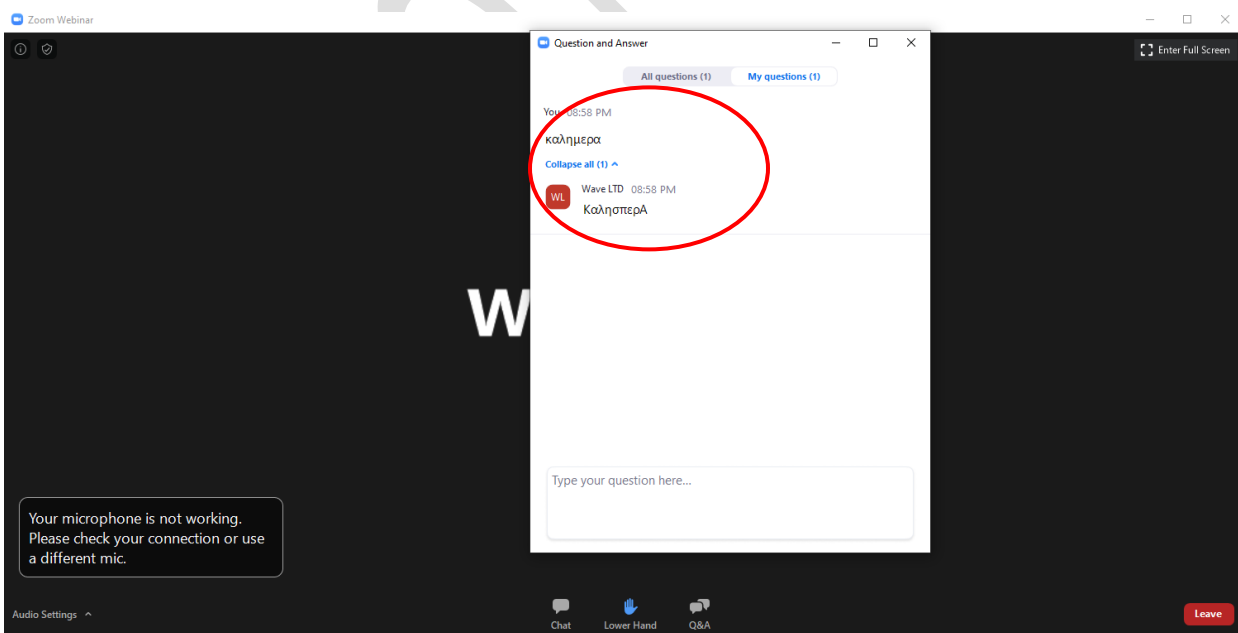 Zoom Webinar
Question and Answer
Enter Full Screen
All questions (1) My questions (1)
You 08:58 PM
καλημερα
Collapse all (1)
WL Wave LTD 08:58 PM
ΚαλησπερΑ
W
Type your question here...
Your microphone is not working.
Please check your connection or use
a different mic.
Audio Settings
Chat Lower Hand Q&A
Leave